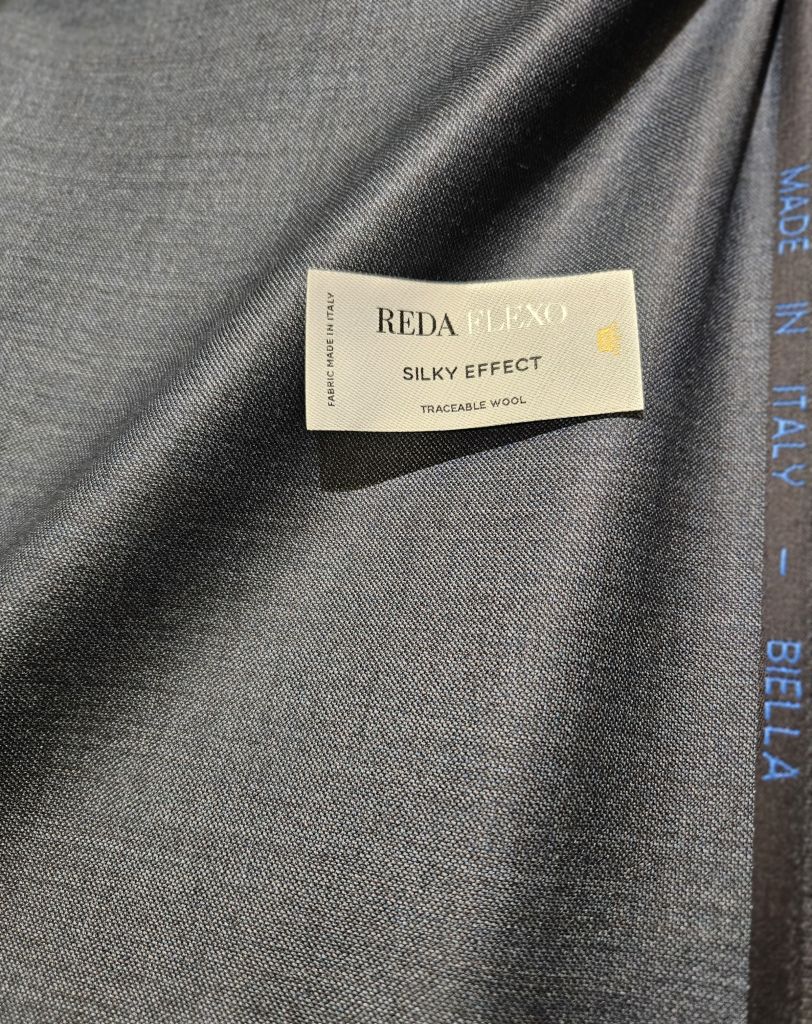 FABRIC MADE IN ITALY
REDA FLEXO
SILKY EFFECT
TRACEABLE WOOL
MADE IN ITALY - BIELLA